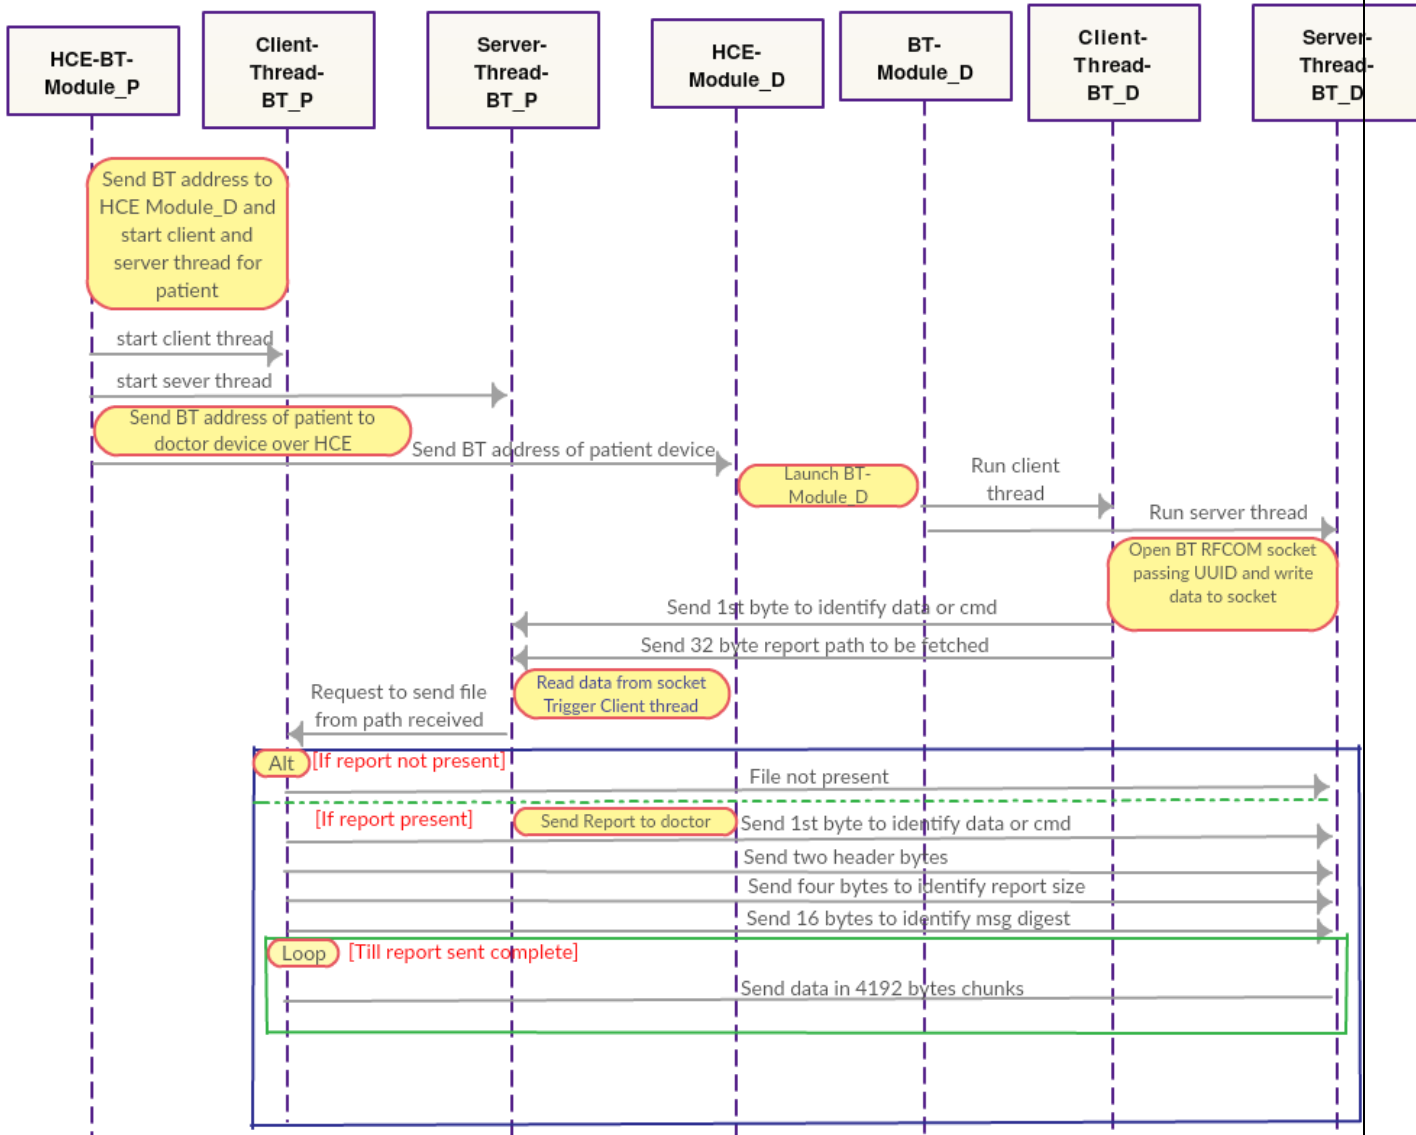 HCE-BT-
Module_P
Client-
Thread-
BT_P
Server-
Thread-
BT_P
HCE-
Module_D
BT-
Module_D
Client-
Thread-
BT_D
Server-
Thread-
BT_D
Send BT address to
HCE Module_D and
start client and
server thread for
patient
start client thread
start sever thread
Send BT address of patient to
doctor device over HCE
Send BT address of patient device
Launch BT-
Module_D
Run client
thread
Run server thread
Open BT RFCOM socket
passing UUID and write
data to socket
Send 1st byte to identify data or cmd
Send 32 byte report path to be fetched
Read data from socket
Trigger Client thread
Request to send file
from path received
Alt [If report not present]
File not present
[If report present]
Send Report to doctor
Send 1st byte to identify data or cmd
Send two header bytes
Send four bytes to identify report size
Send 16 bytes to identify msg digest
Loop [Till report sent complete]
Send data in 4192 bytes chunks